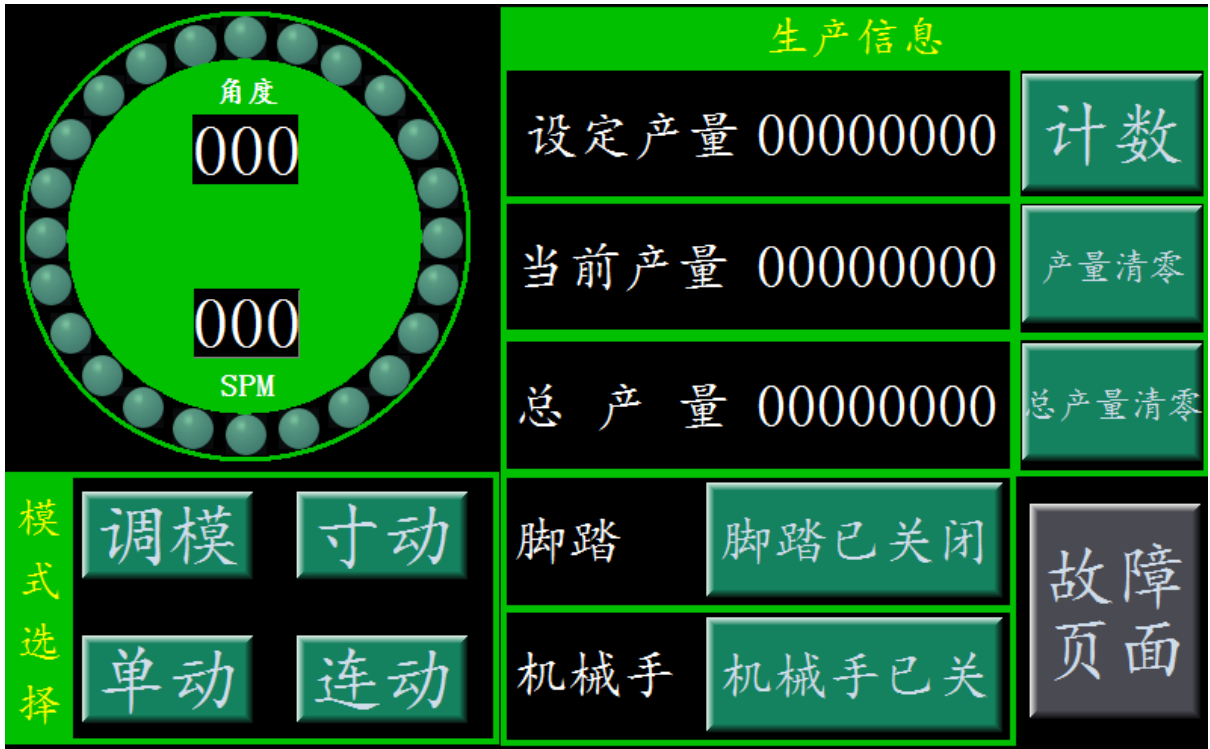 角度
000
000
SPM
生产信息
设定产量 00000000 计数
当前产量 00000000 产量清零
总产量 00000000 总产量清零
模式选择
调模 寸动
单动 连动
脚踏 脚踏已关闭
机械手 机械手已关
故障
页面